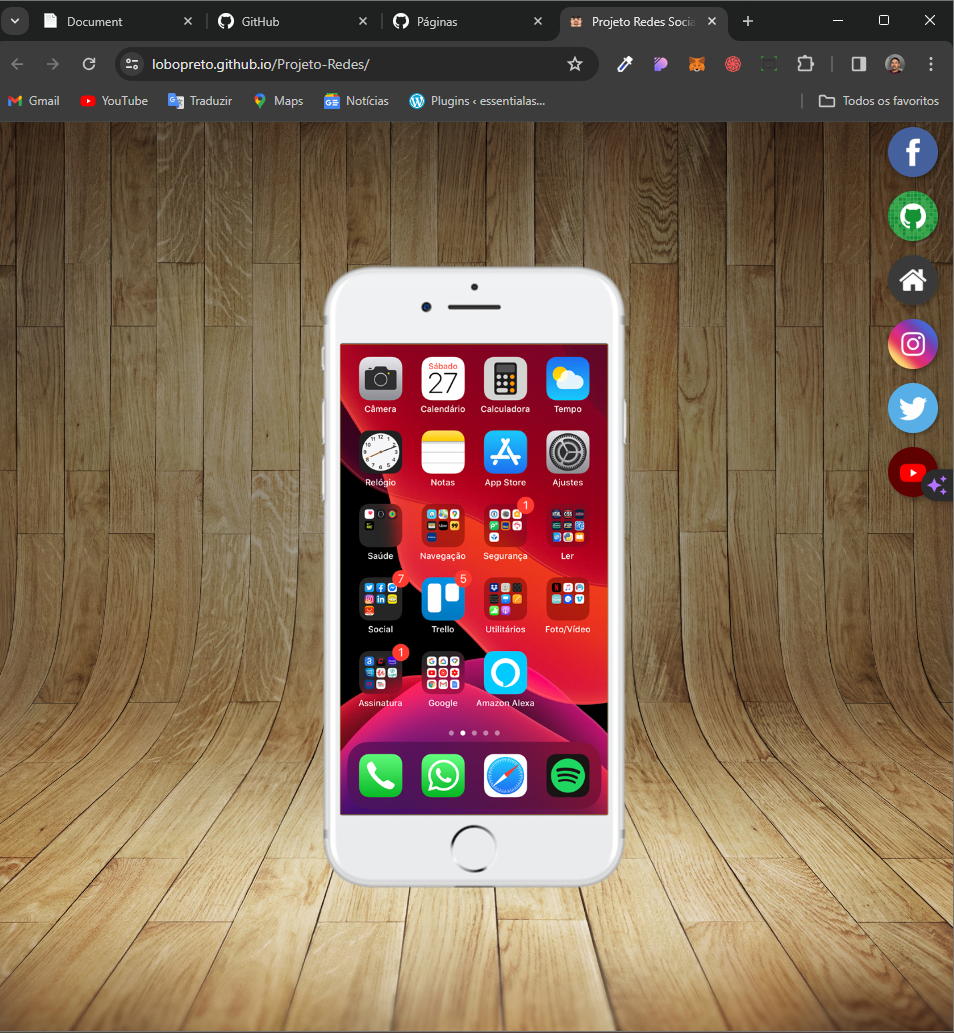 Document
GitHub
Páginas
Projeto Redes Socia
lobopreto.github.io/Projeto-Redes/
Gmail
YouTube
Traduzir
Maps
Notícias
Plugins ‹ essentialas...
Todos os favoritos
Sábado
27
Câmera
Calendário
Calculadora
Tempo
Relógio
Notas
App Store
Ajustes
1
Saúde
Navegação
Segurança
Ler
7
5
Social
Trello
Utilitários
Foto/Vídeo
1
Assinatura
Google
Amazon Alexa